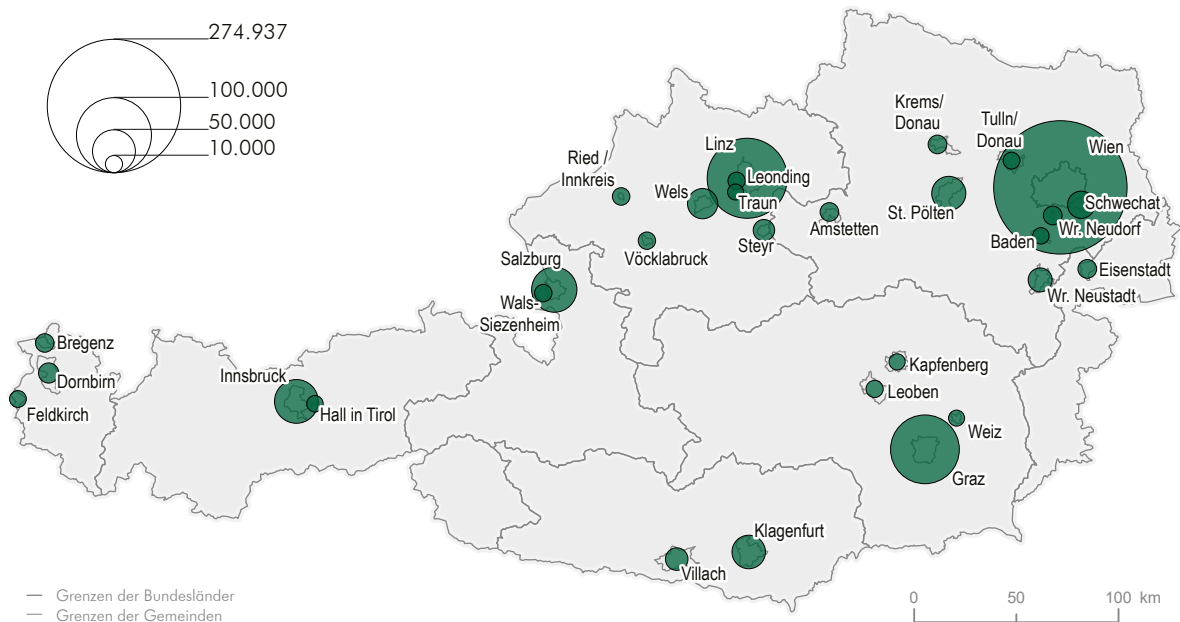 274.937
100.000
50.000
10.000
Krems/
Donau
Tulln/
Donau
Wien
Linz
Ried /
Innkreis
Leonding
Wels
Traun
Schwechat
St. Pölten
Amstetten
Wr. Neudorf
Baden
Steyr
Vöcklabruck
Salzburg
Eisenstadt
Wr. Neustadt
Wals-
Siezenheim
Bregenz
Dornbirn
Feldkirch
Innsbruck
Hall in Tirol
Kapfenberg
Leoben
Weiz
Graz
Klagenfurt
Villach
Grenzen der Bundesländer
Grenzen der Gemeinden
0 50 100 km